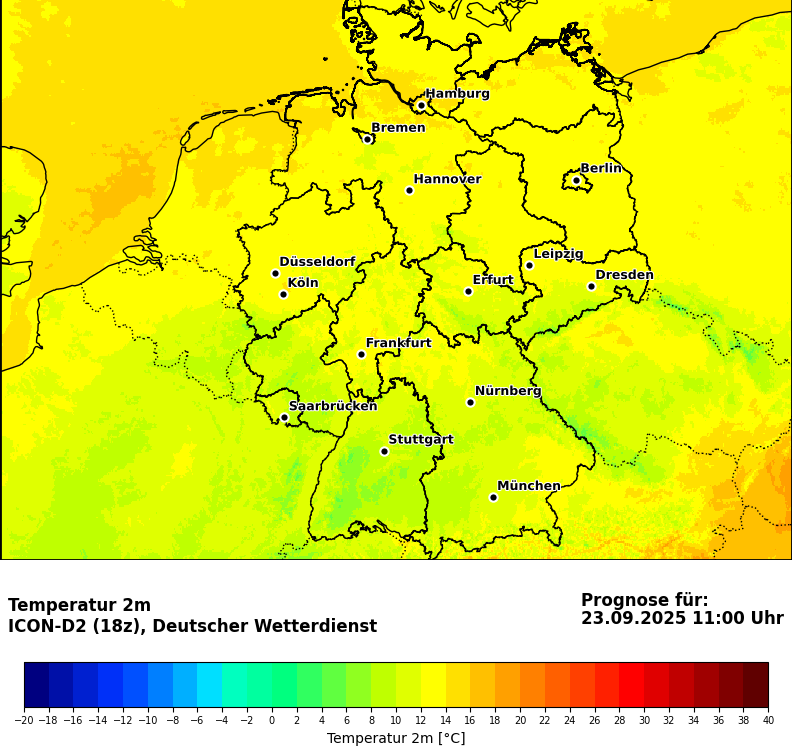 Hamburg
Bremen
Berlin
Hannover
Leipzig
Düsseldorf
Dresden
Köln
Erfurt
Frankfurt
Nürnberg
Saarbrücken
Stuttgart
München
Temperatur 2m
ICON-D2 (18z), Deutscher Wetterdienst
Prognose für:
23.09.2025 11:00 Uhr
−20 −18 −16 −14 −12 −10 −8 −6 −4 −2 0 2 4 6 8 10 12 14 16 18 20 22 24 26 28 30 32 34 36 38 40
Temperatur 2m [°C]